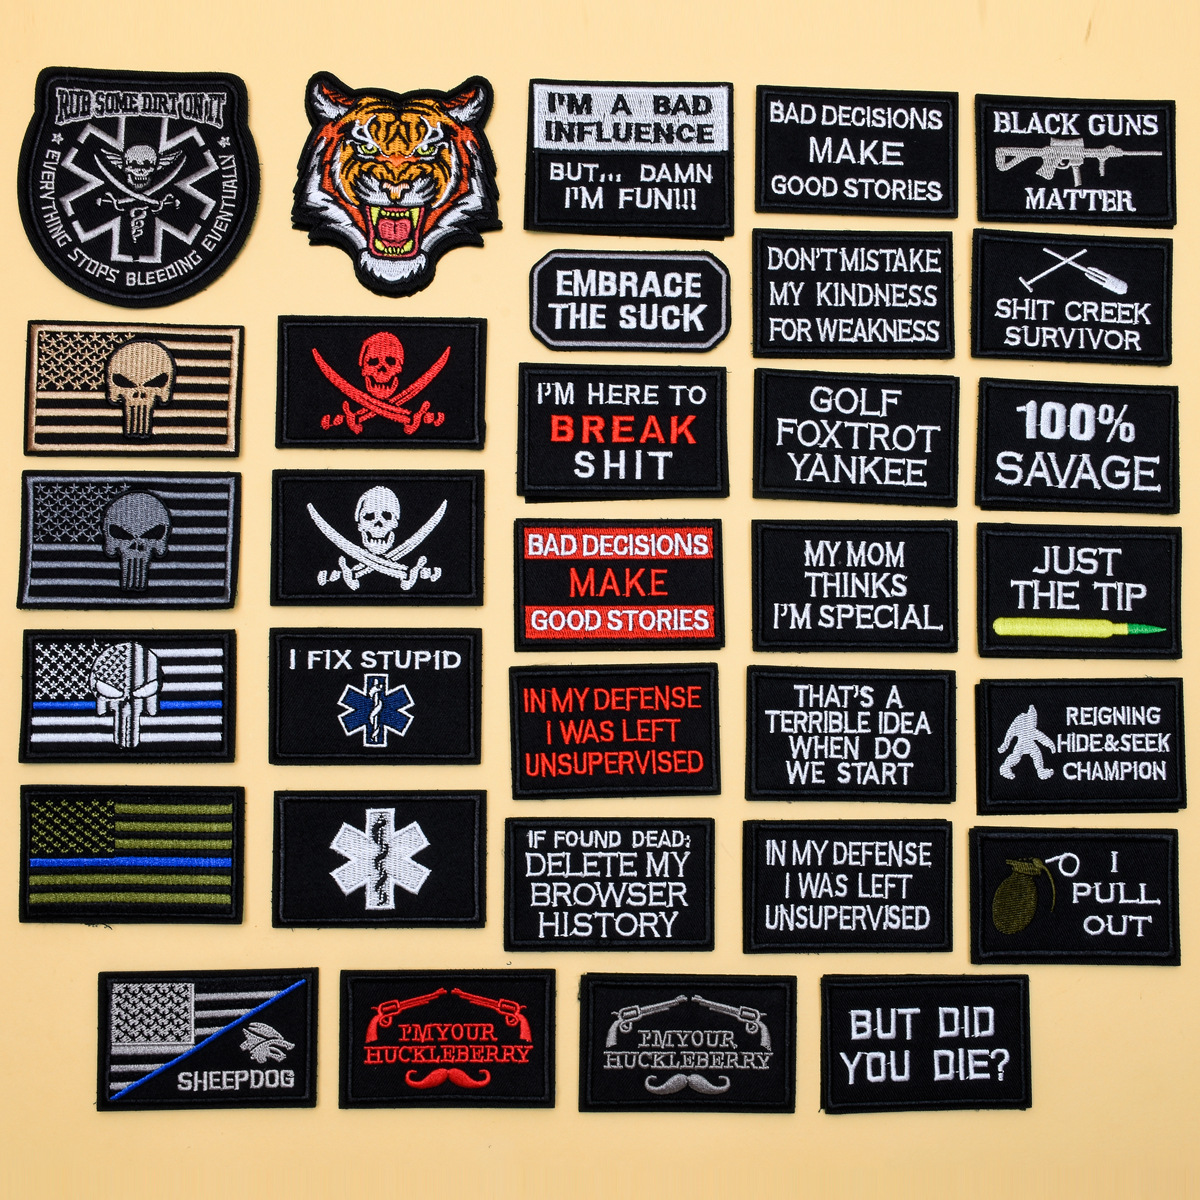 RUB SOME DIRT ON IT
EVERYTHING STOPS BLEEDING EVENTUALLY
I'M A BAD
INFLUENCE
BUT... DAMN
I'M FUN!!!
BAD DECISIONS
MAKE
GOOD STORIES
BLACK GUNS
MATTER
EMBRACE
THE SUCK
DON'T MISTAKE
MY KINDNESS
FOR WEAKNESS
SHIT CREEK
SURVIVOR
I'M HERE TO
BREAK
SHIT
GOLF
FOXTROT
YANKEE
100%
SAVAGE
BAD DECISIONS
MAKE
GOOD STORIES
MY MOM
THINKS
I'M SPECIAL
JUST
THE TIP
I FIX STUPID
IN MY DEFENSE
I WAS LEFT
UNSUPERVISED
THAT'S A
TERRIBLE IDEA
WHEN DO
WE START
REIGNING
HIDE&SEEK
CHAMPION
IF FOUND DEAD:
DELETE MY
BROWSER
HISTORY
IN MY DEFENSE
I WAS LEFT
UNSUPERVISED
I
PULL
OUT
SHEEPDOG
I'M YOUR
HUCKLEBERRY
I'M YOUR
HUCKLEBERRY
BUT DID
YOU DIE?